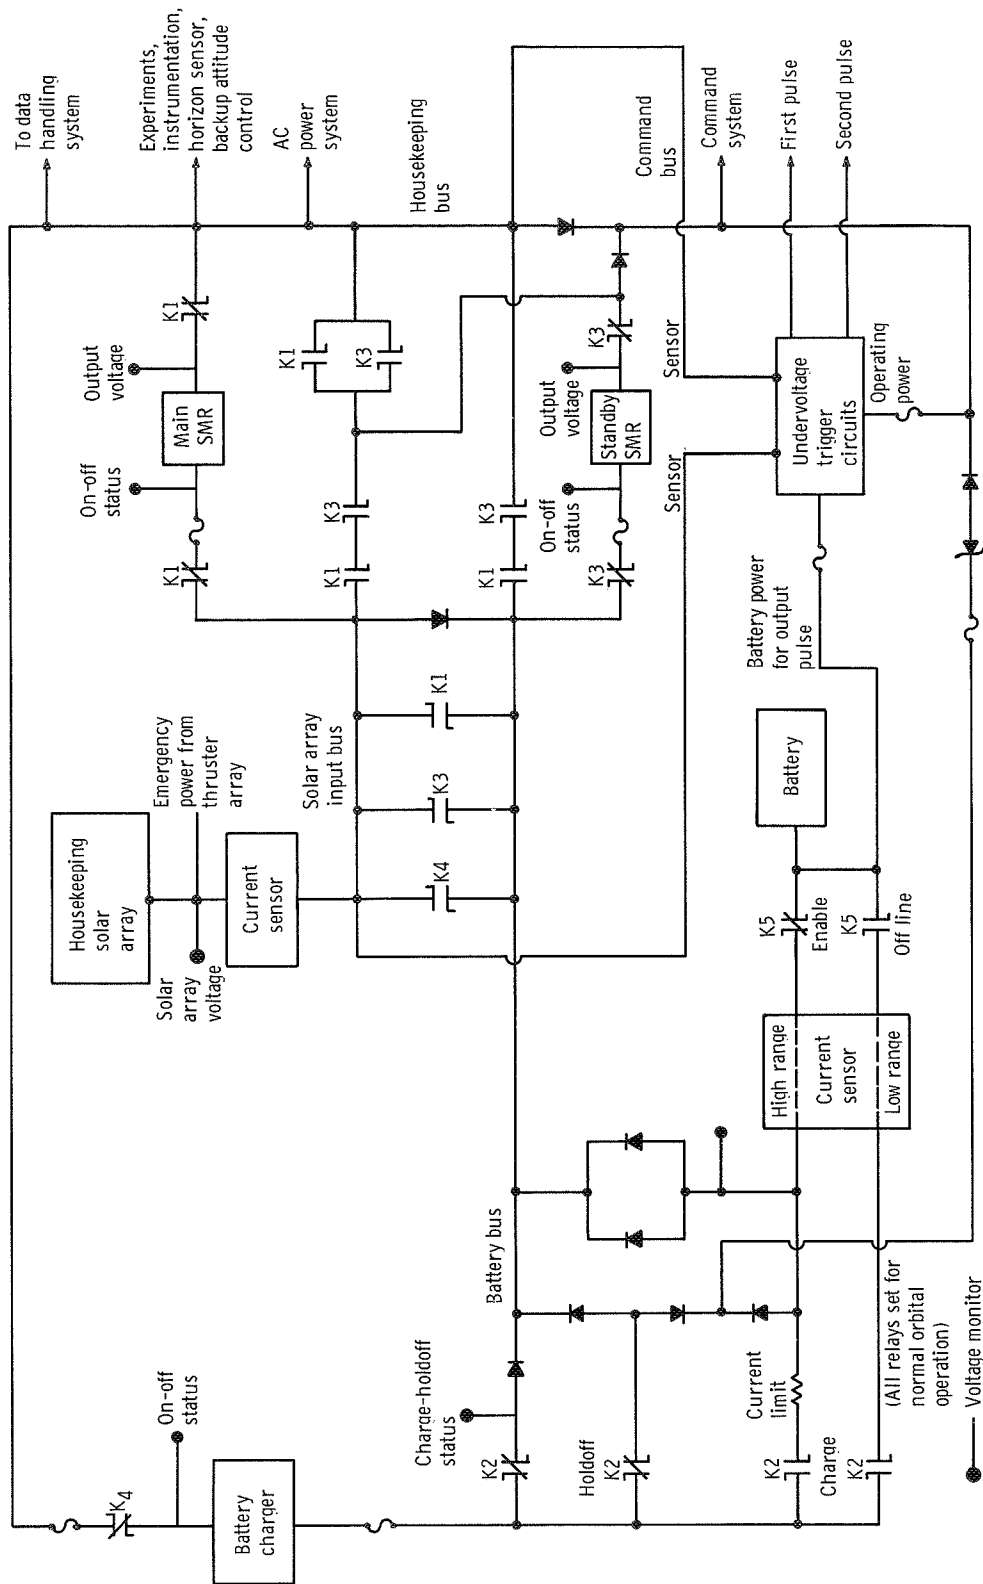 To data
handling
system
Experiments,
instrumentation,
horizon sensor,
backup attitude
control
AC
power
system
Housekeeping
bus
Command
bus
Command
system
First pulse
Second pulse
K1
Output
voltage
Main
SMR
On-off
status
K1
K1
K3
K3
K1
K3
K1
K3
Output
voltage
Standby
SMR
On-off
status
K3
Sensor
Sensor
Undervoltage
trigger
circuits
Operating
power
Battery power
for output
pulse
Housekeeping
solar
array
Emergency
power from
thruster
array
Solar
array
voltage
Current
sensor
Solar array
input bus
K1
K3
K4
Battery
K5
Enable
K5
Off line
High range
Current
sensor
Low range
Battery bus
K4
On-off
status
Battery
charger
Charge-holdoff
status
K2
Holdoff
K2
Current
limit
K2
Charge
K2
(All relays set for
normal orbital
operation)
Voltage monitor